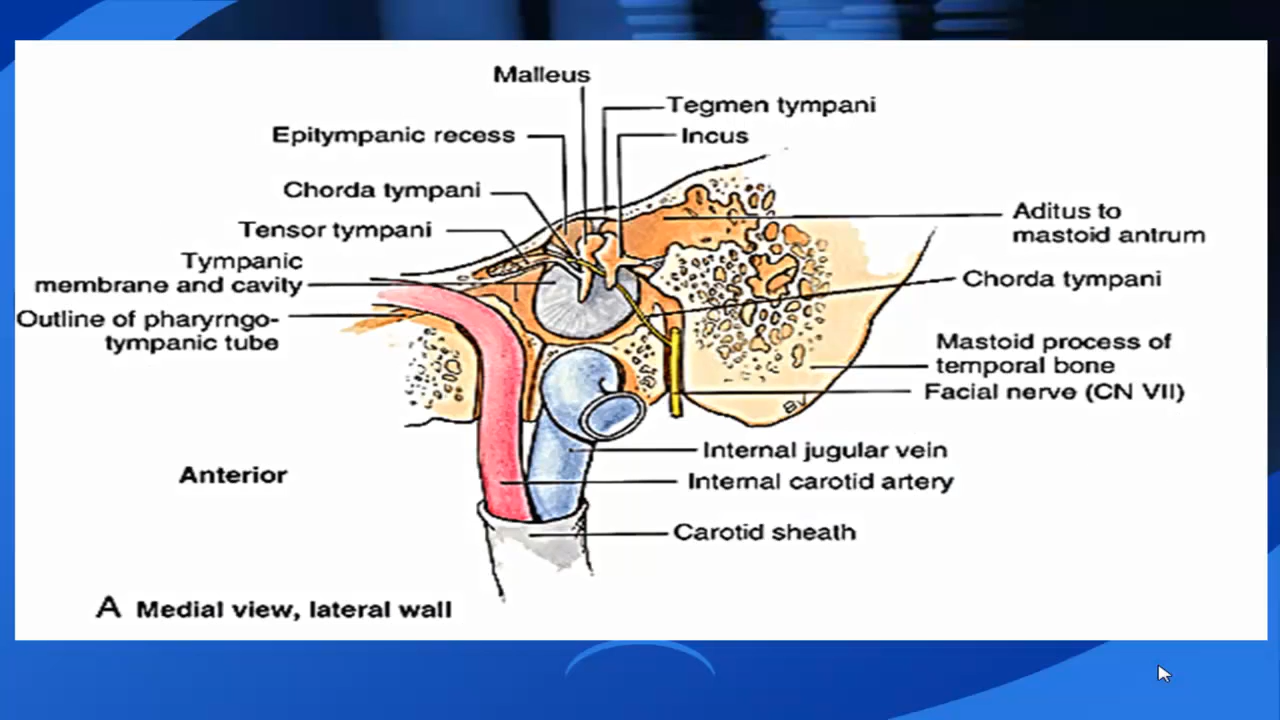 Malleus
Tegmen tympani
Epitympanic recess
Incus
Chorda tympani
Tensor tympani
Aditus to
mastoid antrum
Tympanic
membrane and cavity
Chorda tympani
Outline of pharyngo-
tympanic tube
Mastoid process of
temporal bone
Facial nerve (CN VII)
Internal jugular vein
Anterior
Internal carotid artery
Carotid sheath
A Medial view, lateral wall